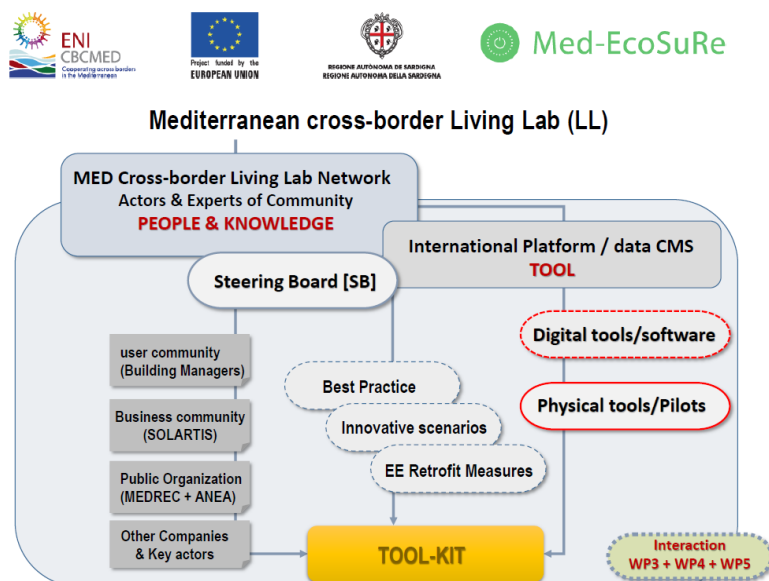 ENI
CBCMED
Cooperating across borders
in the Mediterranean
Project funded by the
EUROPEAN UNION
REGIONE AUTÒNOMA DE SARDIGNA
REGIONE AUTONOMA DELLA SARDEGNA
Med-EcoSuRe
Mediterranean cross-border Living Lab (LL)
MED Cross-border Living Lab Network
Actors & Experts of Community
PEOPLE & KNOWLEDGE
International Platform / data CMS
TOOL
Steering Board [SB]
user community
(Building Managers)
Business community
(SOLARTIS)
Public Organization
(MEDREC + ANEA)
Other Companies
& Key actors
Best Practice
Innovative scenarios
EE Retrofit Measures
Digital tools/software
Physical tools/Pilots
TOOL-KIT
Interaction
WP3 + WP4 + WP5